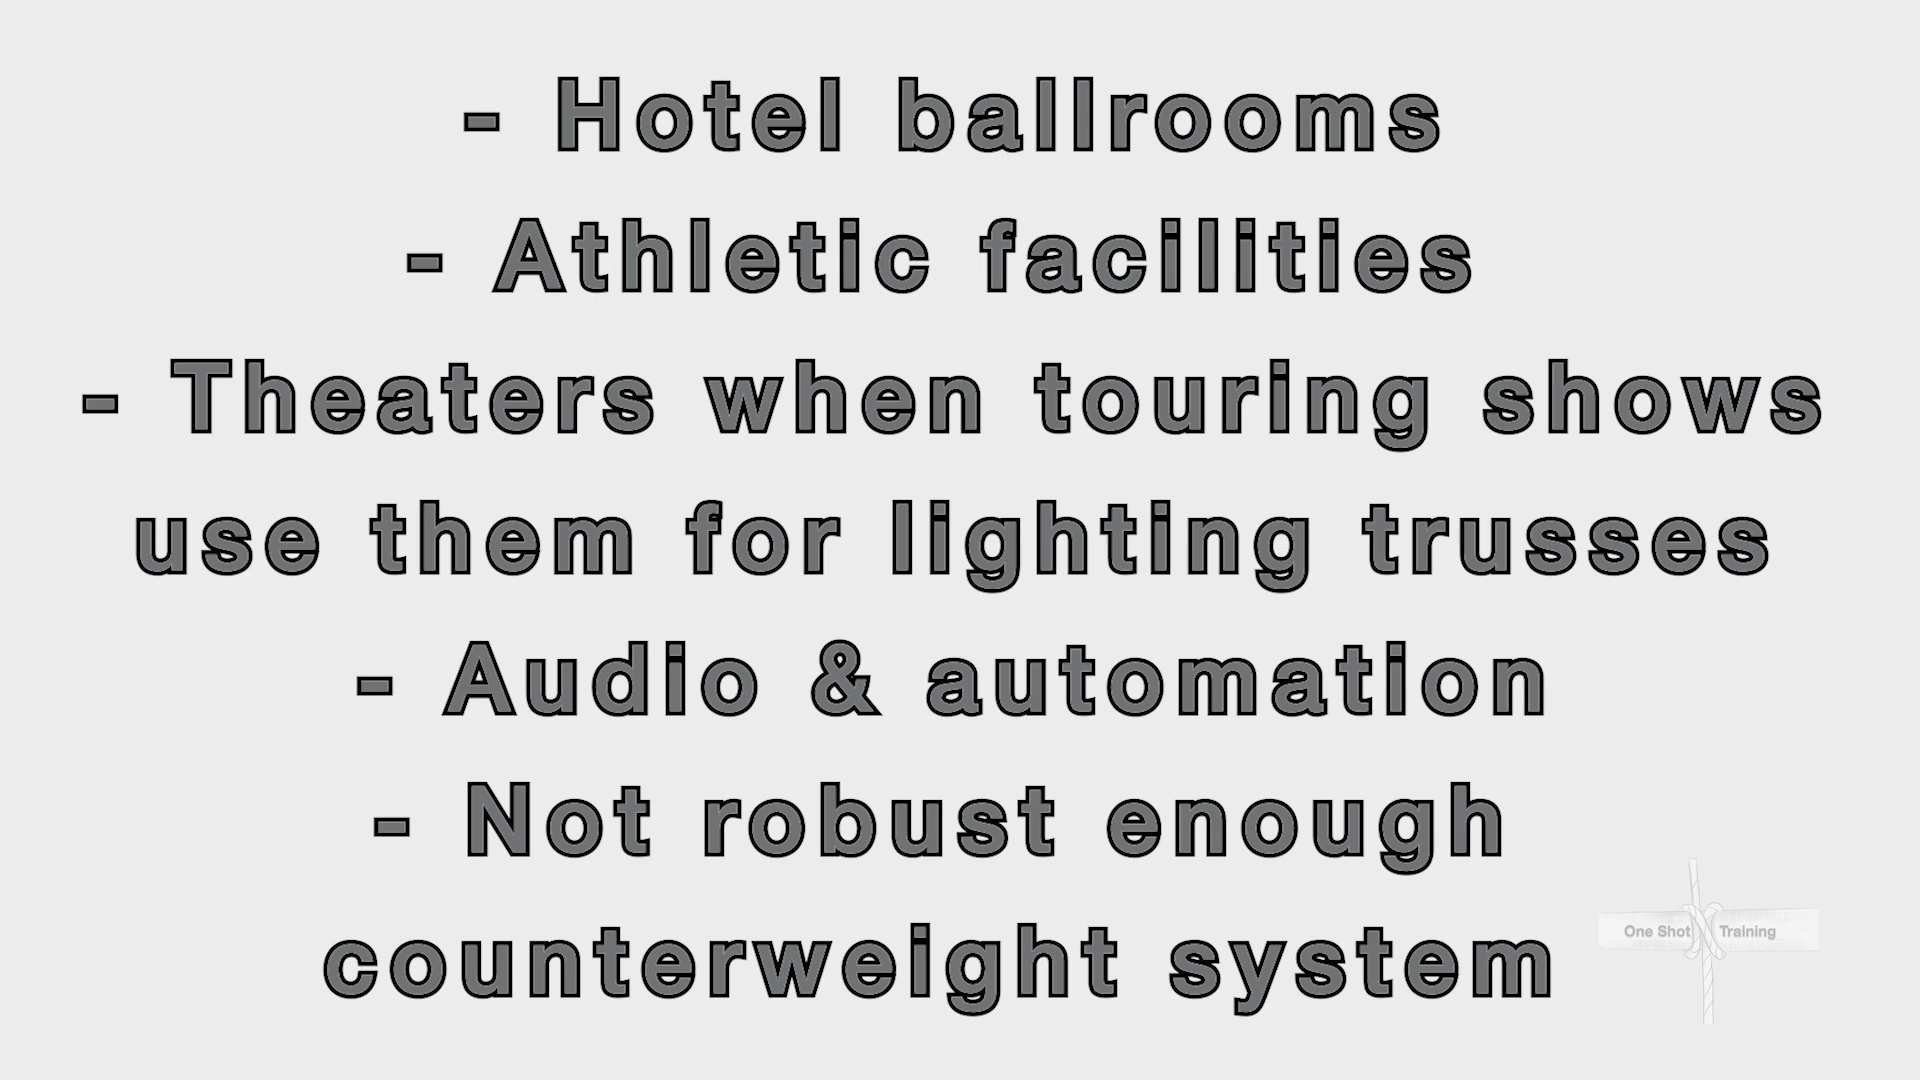 - Hotel ballrooms
- Athletic facilities
- Theaters when touring shows
use them for lighting trusses
- Audio & automation
- Not robust enough
counterweight system
One Shot Training